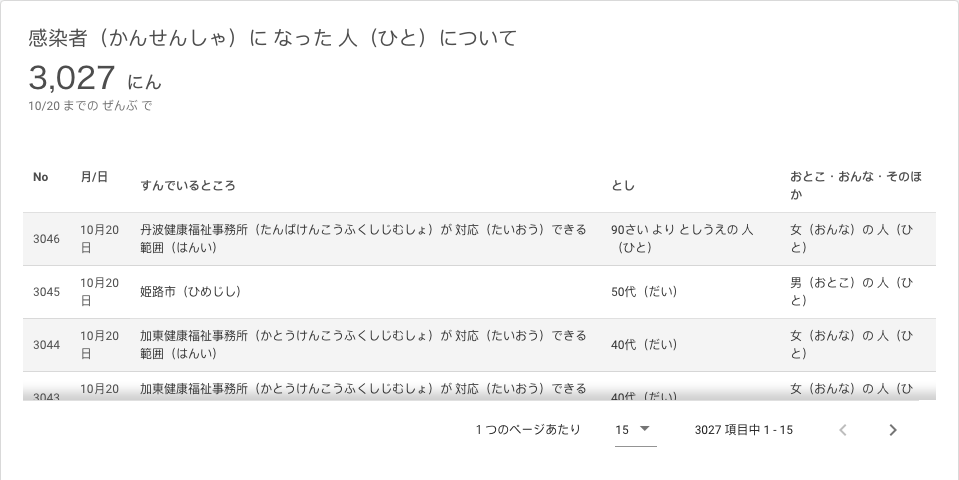 感染者（かんせんしゃ）に なった 人（ひと）について
3,027 にん
10/20 までの ぜんぶ で
No 月/日 すんでいるところ とし おとこ・おんな・そのほ
か
3046 10月20
日 丹波健康福祉事務所（たんばけんこうふくしじむしょ）が 対応（たいおう）できる
範囲（はんい） 90さい より としうえの 人
（ひと） 女（おんな）の 人（ひ
と）
3045 10月20
日 姫路市（ひめじし） 50代（だい） 男（おとこ）の 人（ひ
と）
3044 10月20
日 加東健康福祉事務所（かとうけんこうふくしじむしょ）が 対応（たいおう）できる
範囲（はんい） 40代（だい） 女（おんな）の 人（ひ
と）
3043 10月20 加東健康福祉事務所（かとうけんこうふくしじむしょ）が 対応（たいおう）できる 40代（だい） 女（おんな）の 人（ひ
1 つのページあたり 15 3027 項目中 1 - 15